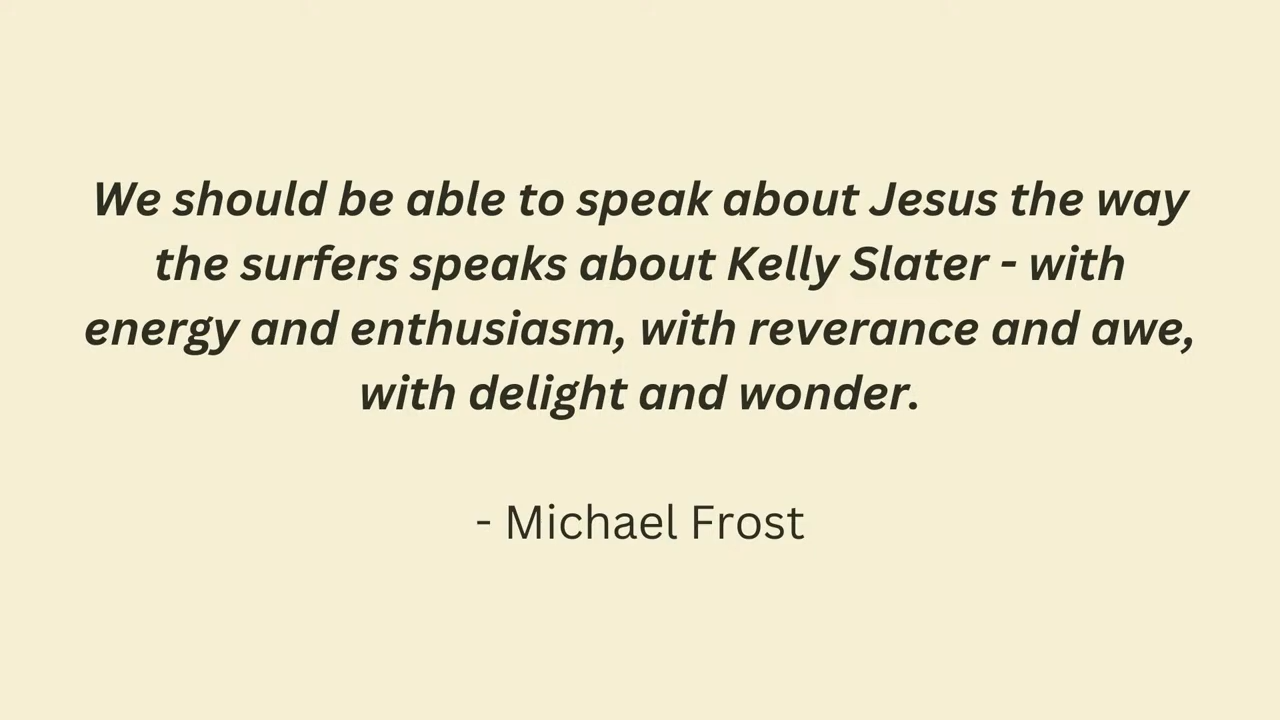 We should be able to speak about Jesus the way
the surfers speaks about Kelly Slater - with
energy and enthusiasm, with reverance and awe,
with delight and wonder.
- Michael Frost